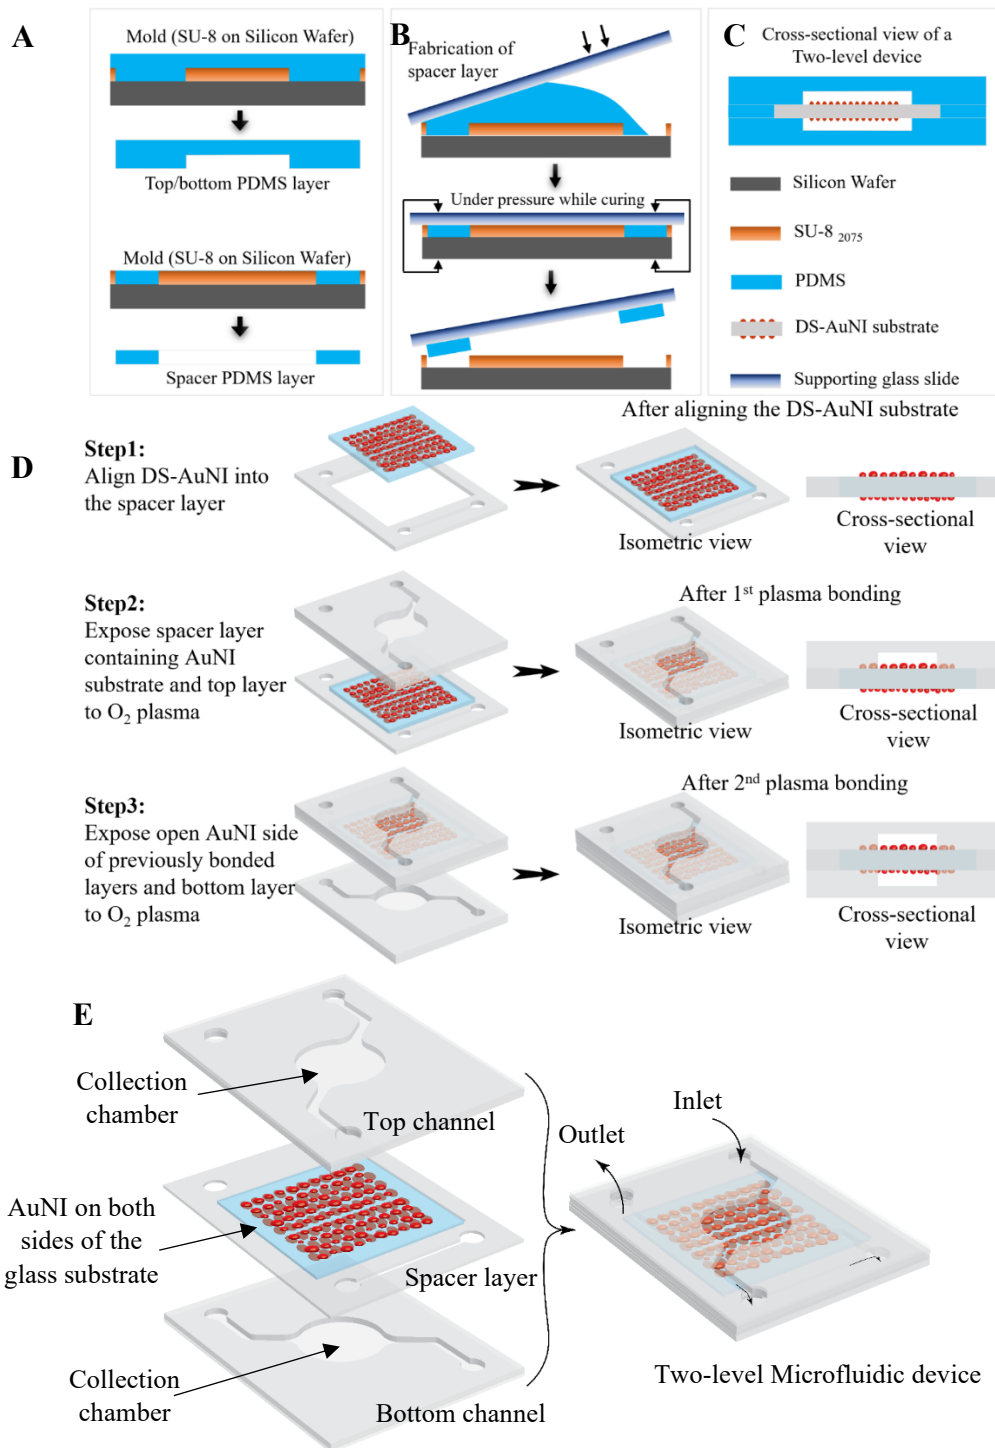 A
Mold (SU-8 on Silicon Wafer)
Top/bottom PDMS layer
Mold (SU-8 on Silicon Wafer)
Spacer PDMS layer
B
Fabrication of
spacer layer
Under pressure while curing
C
Cross-sectional view of a
Two-level device
Silicon Wafer
SU-8 2075
PDMS
DS-AuNI substrate
Supporting glass slide
D
Step1:
Align DS-AuNI into
the spacer layer
After aligning the DS-AuNI substrate
Isometric view
Cross-sectional
view
Step2:
Expose spacer layer
containing AuNI
substrate and top layer
to O2 plasma
After 1st plasma bonding
Isometric view
Cross-sectional
view
Step3:
Expose open AuNI side
of previously bonded
layers and bottom layer
to O2 plasma
After 2nd plasma bonding
Isometric view
Cross-sectional
view
E
Collection
chamber
Top channel
AuNI on both
sides of the
glass substrate
Spacer layer
Collection
chamber
Bottom channel
Inlet
Outlet
Two-level Microfluidic device